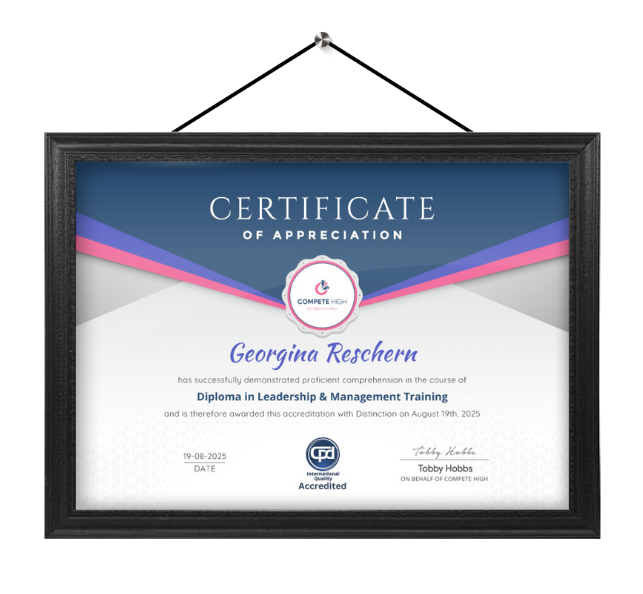 CERTIFICATE
OF APPRECIATION
COMPETE HIGH
Georgina Reschern
has successfully demonstrated proficient comprehension in the course of
Diploma in Leadership & Management Training
and is therefore awarded this accreditation with Distinction on August 19th, 2025
19-08-2025
DATE
cpd
International
Quality
Accredited
Tobby Hobbs
Tobby Hobbs
ON BEHALF OF COMPETE HIGH